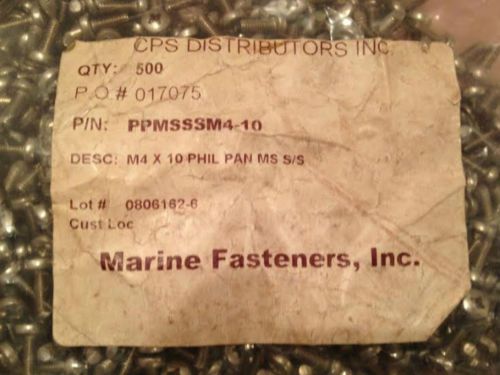 CPS DISTRIBUTORS INC.
QTY: 500
P.O.# 017075
P/N: PPMSSSM4-10
DESC: M4 X 10 PHIL PAN MS S/S
Lot # 0806162-6
Cust Loc
Marine Fasteners, Inc.